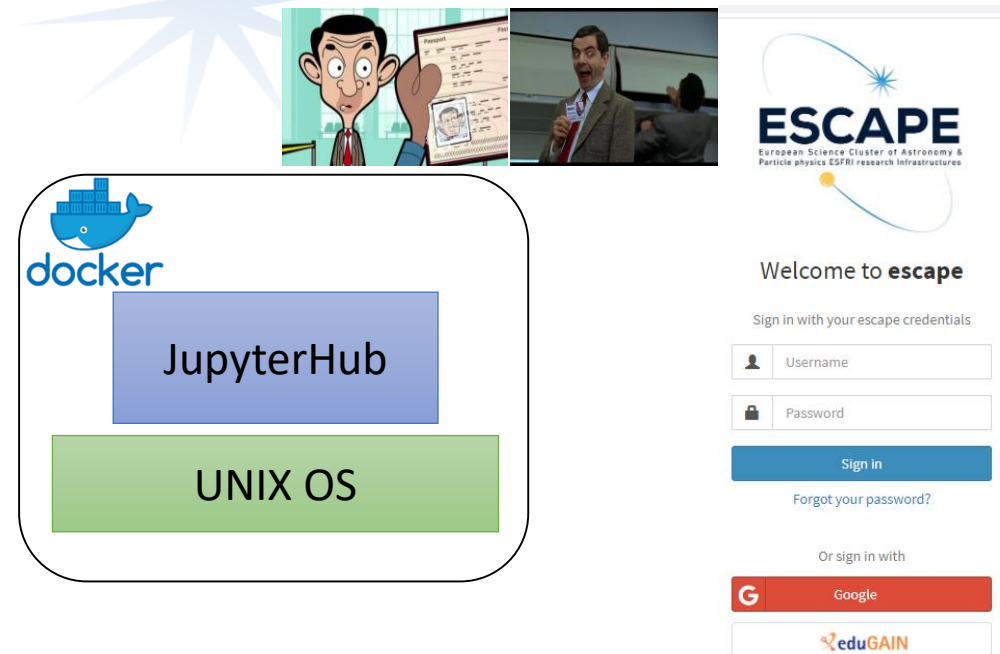 Passport
ESCAPE
European Science Cluster of Astronomy &
Particle physics ESFRI research Infrastructures
docker
JupyterHub
UNIX OS
Welcome to escape
Sign in with your escape credentials
Username
Password
Sign in
Forgot your password?
Or sign in with
G Google
eduGAIN